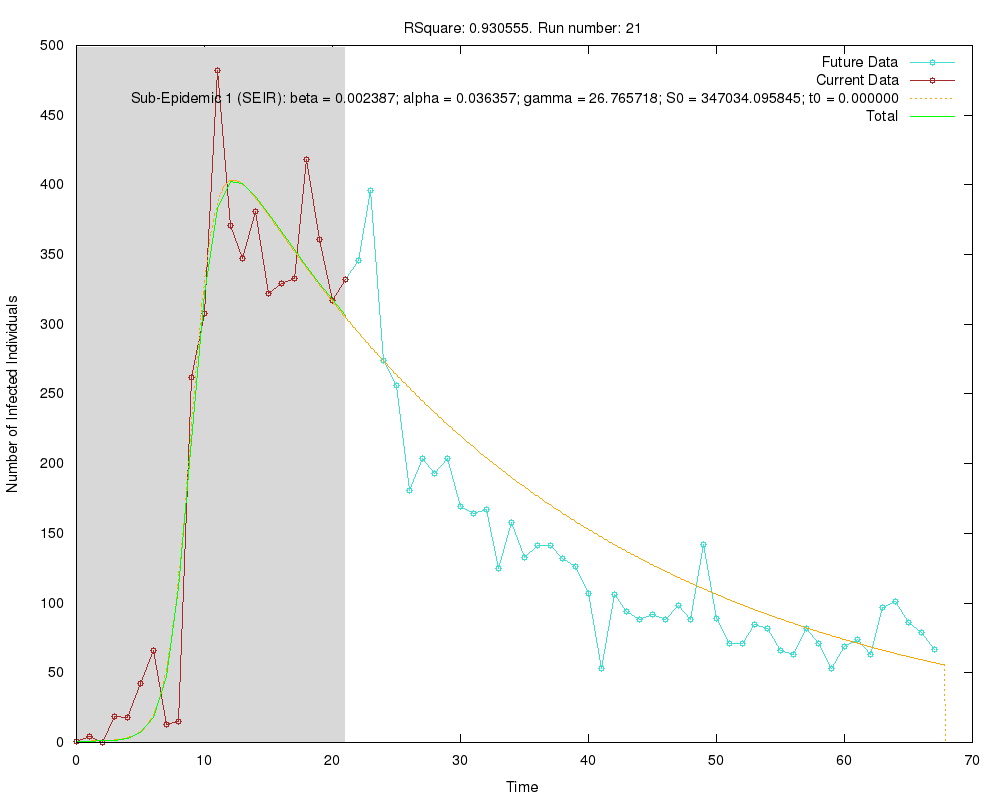 RSquare: 0.930555. Run number: 21
Future Data
Current Data
Sub-Epidemic 1 (SEIR): beta = 0.002387; alpha = 0.036357; gamma = 26.765718; S0 = 347034.095845; t0 = 0.000000
Total
500
450
400
350
300
250
200
150
100
50
0
Number of Infected Individuals
0 10 20 30 40 50 60 70
Time